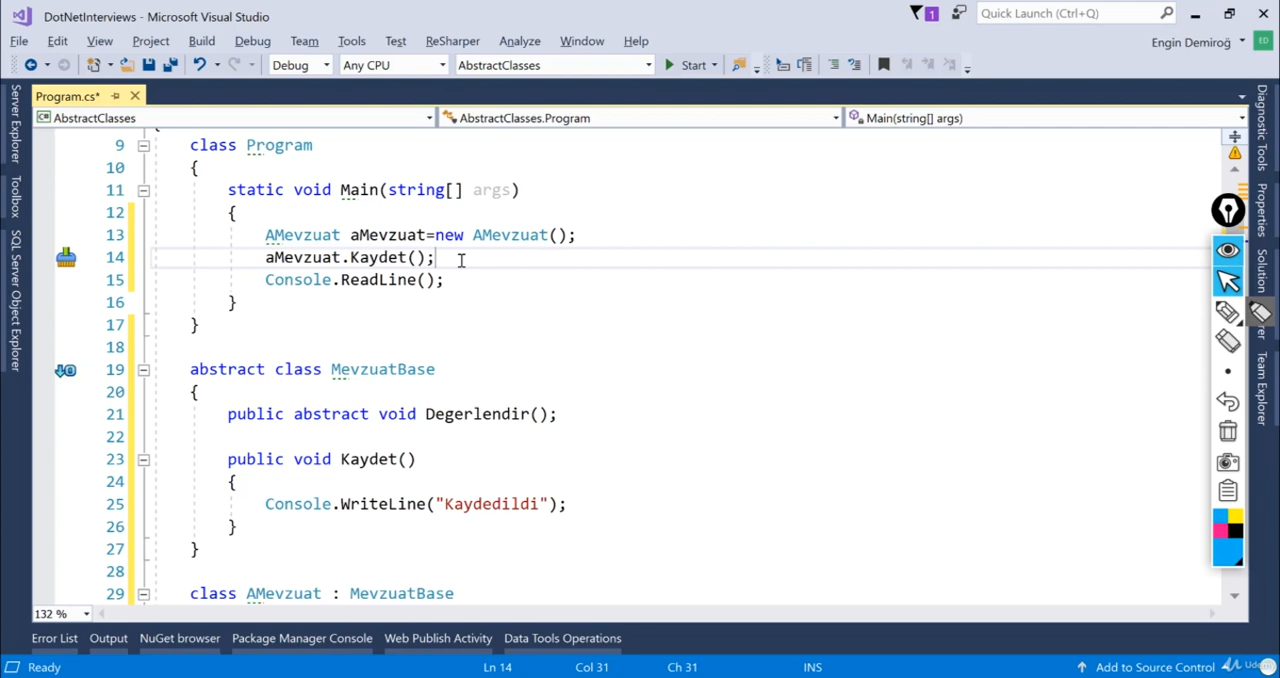 DotNetInterviews - Microsoft Visual Studio
1
Quick Launch (Ctrl+Q)
File Edit View Project Build Debug Team Tools Test ReSharper Analyze Window Help
Engin Demiroğ ED
Debug Any CPU AbstractClasses Start
Program.cs*
AbstractClasses AbstractClasses.Program Main(string[] args)
9 class Program
10 {
11 static void Main(string[] args)
12 {
13 AMevzuat aMevzuat=new AMevzuat();
14 aMevzuat.Kaydet();
15 Console.ReadLine();
16 }
17 }
18
19 abstract class MevzuatBase
20 {
21 public abstract void Degerlendir();
22
23 public void Kaydet()
24 {
25 Console.WriteLine("Kaydedildi");
26 }
27 }
28
29 class AMevzuat : MevzuatBase
132 %
Server Explorer
Toolbox
SQL Server Object Explorer
Diagnostic Tools
Properties
Solution
Team Explorer
Error List Output NuGet browser Package Manager Console Web Publish Activity Data Tools Operations
Ready Ln 14 Col 31 Ch 31 INS Add to Source Control
Udemy